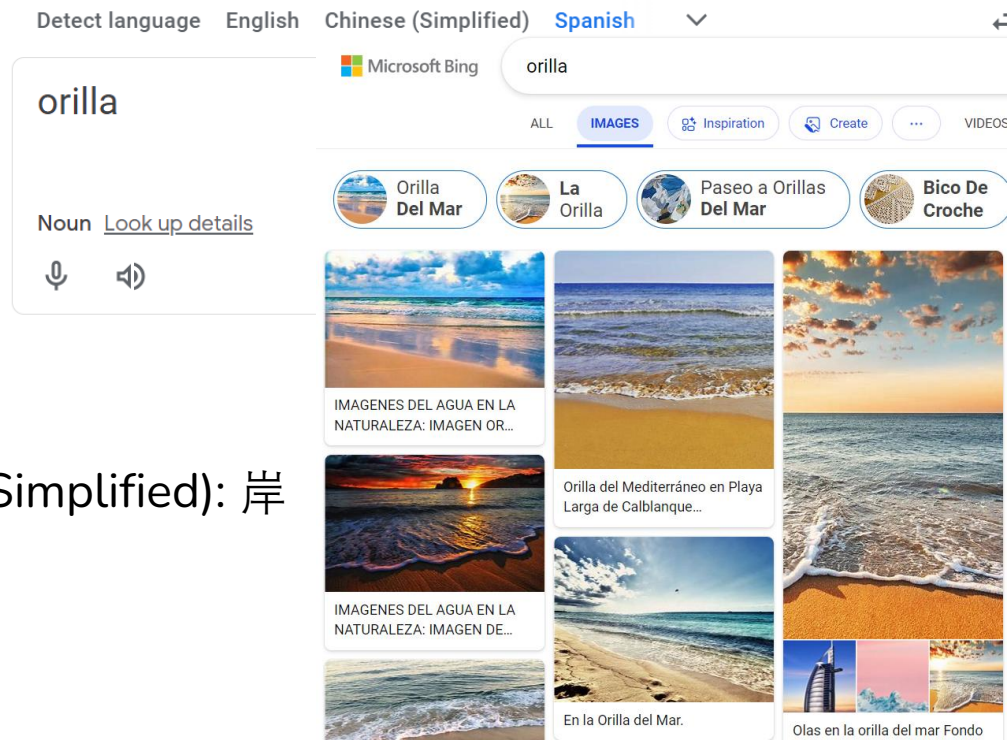 Detect language English Chinese (Simplified) Spanish
orilla
Noun Look up details
Simplified): 岸
Microsoft Bing orilla
ALL IMAGES Inspiration Create ... VIDEOS
Orilla
Del Mar
La
Orilla
Paseo a Orillas
Del Mar
Bico De
Croche
IMAGENES DEL AGUA EN LA
NATURALEZA: IMAGEN OR...
IMAGENES DEL AGUA EN LA
NATURALEZA: IMAGEN DE...
Orilla del Mediterráneo en Playa
Larga de Calblanque...
En la Orilla del Mar.
Olas en la orilla del mar Fondo